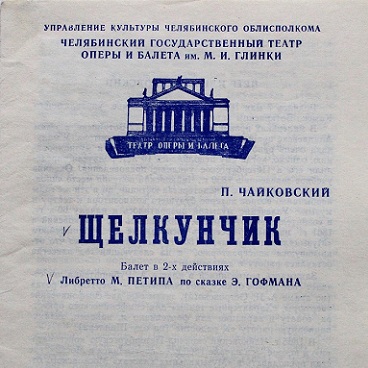 УПРАВЛЕНИЕ КУЛЬТУРЫ ЧЕЛЯБИНСКОГО ОБЛИСПОЛКОМА
ЧЕЛЯБИНСКИЙ ГОСУДАРСТВЕННЫЙ ТЕАТР
ОПЕРЫ И БАЛЕТА им. М. И. ГЛИНКИ
ТЕАТР ОПЕРЫ И БАЛЕТА
П. ЧАЙКОВСКИЙ
ЩЕЛКУНЧИК
Балет в 2-х действиях
Либретто М. ПЕТИПА по сказке Э. ГОФМАНА